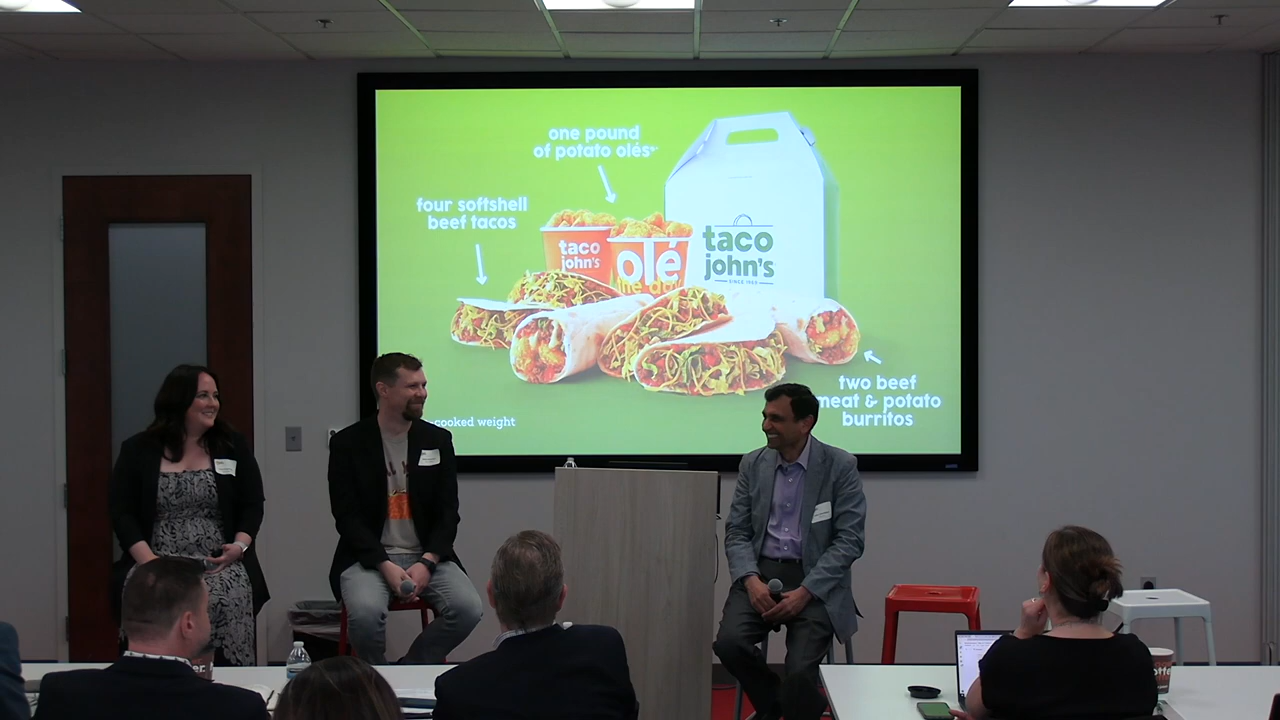 one pound
of potato olés*
four softshell
beef tacos
taco
john's
olé
taco
john's
SINCE 1969
two beef
meat & potato
burritos
cooked weight